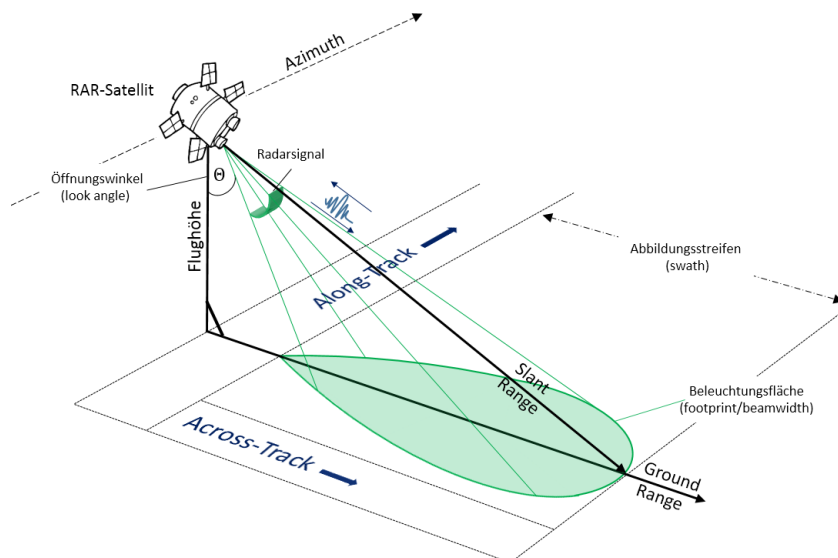 Azimuth
RAR-Satellit
Radarsignal
Öffnungswinkel
(look angle)
Θ
Flughöhe
Along-Track
Abbildungsstreifen
(swath)
Slant
Range
Beleuchtungsfläche
(footprint/beamwidth)
Across-Track
Ground
Range